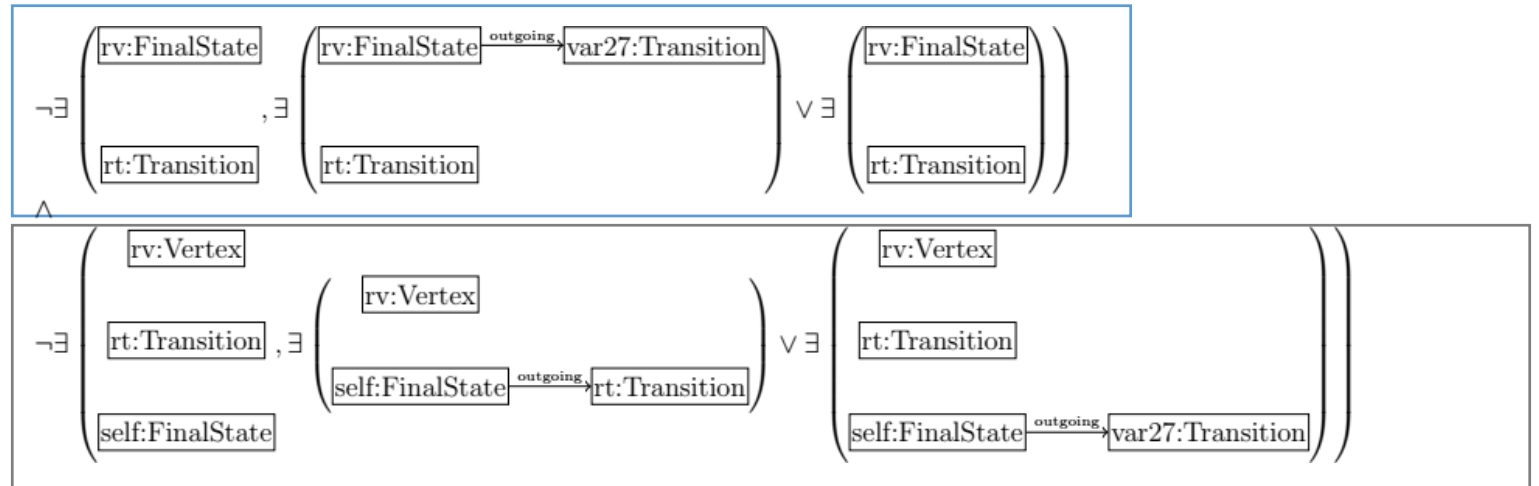 outgoing outgoing
¬∃ ( rv:FinalState , ∃ ( rv:FinalState → var27:Transition ) ∨ ∃ ( rv:FinalState ) )
rt:Transition rt:Transition rt:Transition
∧
rv:Vertex rv:Vertex
rv:Vertex
¬∃ ( rt:Transition , ∃ ( ) ∨ ∃ ( rt:Transition ) )
self:FinalState outgoing rt:Transition
self:FinalState self:FinalState outgoing var27:Transition